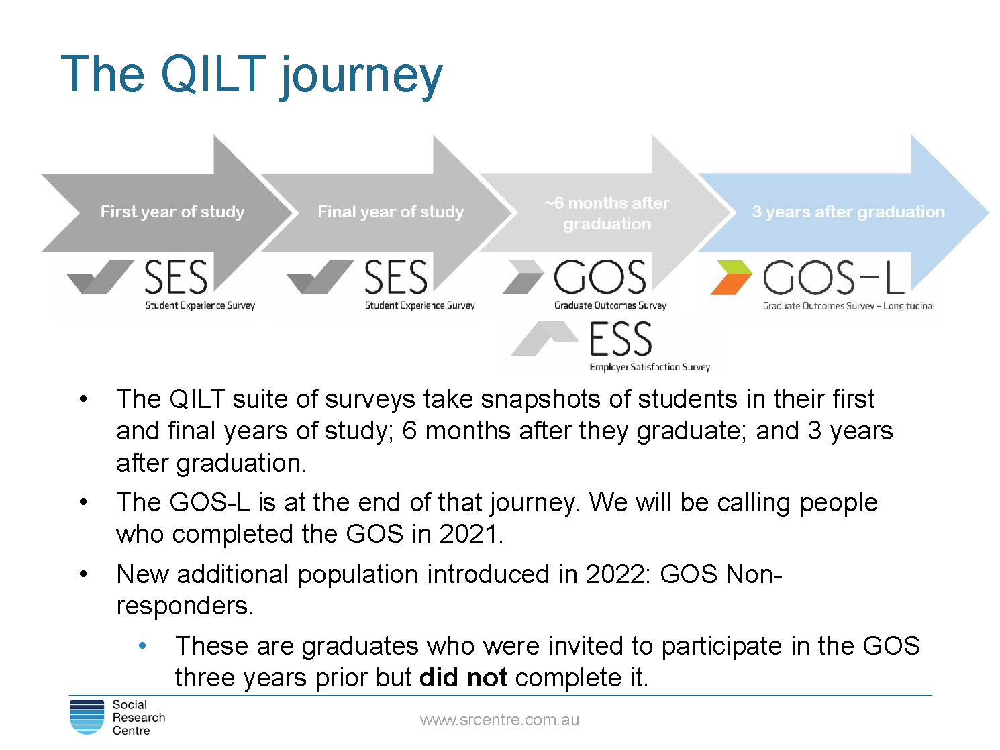 The QILT journey
First year of study
Final year of study
~6 months after
graduation
3 years after graduation
SES
Student Experience Survey
SES
Student Experience Survey
GOS
Graduate Outcomes Survey
GOS-L
Graduate Outcomes Survey – Longitudinal
ESS
Employer Satisfaction Survey
• The QILT suite of surveys take snapshots of students in their first
and final years of study; 6 months after they graduate; and 3 years
after graduation.
• The GOS-L is at the end of that journey. We will be calling people
who completed the GOS in 2021.
• New additional population introduced in 2022: GOS Non-
responders.
• These are graduates who were invited to participate in the GOS
three years prior but did not complete it.
Social
Research
Centre
www.srcentre.com.au